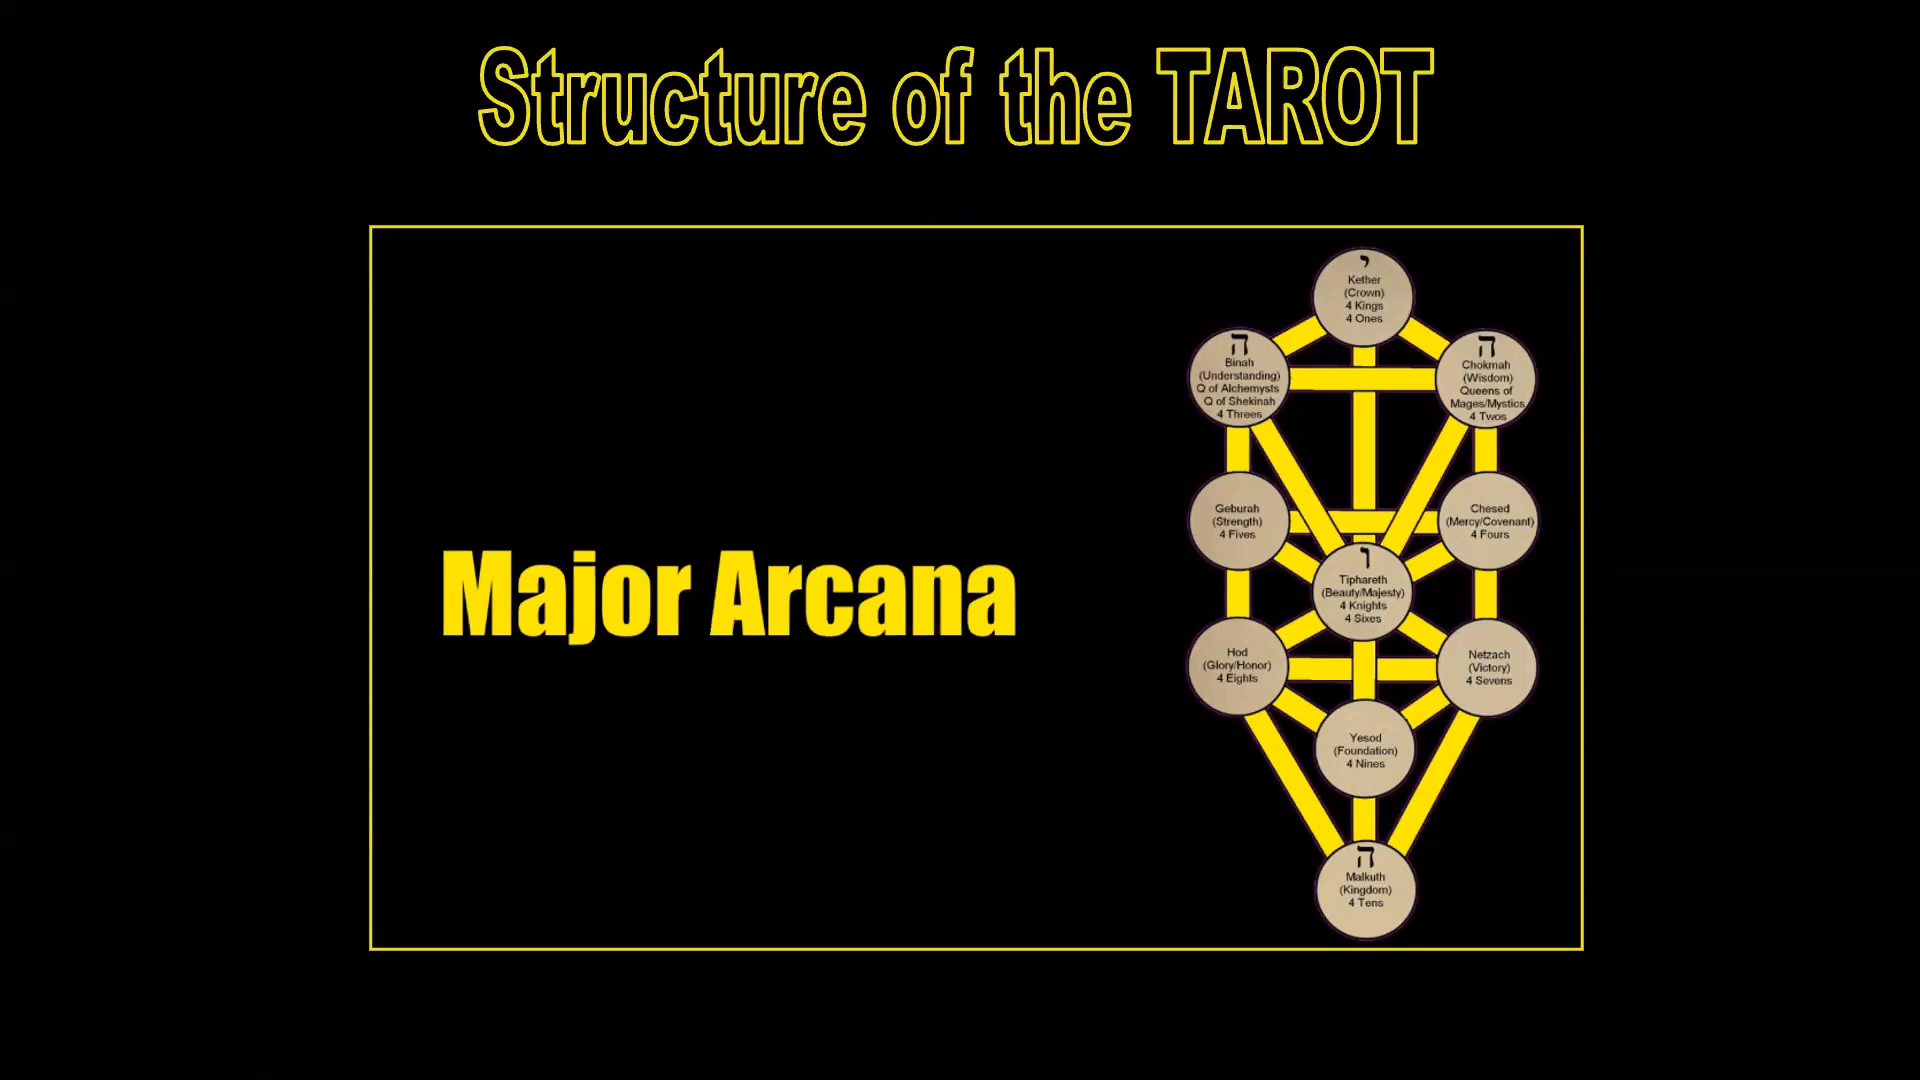 Structure of the TAROT
י
Kether
(Crown)
4 Kings
4 Ones
ה
Binah
(Understanding)
Q of Alchemysts
Q of Shekinah
4 Threes
ה
Chokmah
(Wisdom)
Queens of
Mages/Mystics
4 Twos
Geburah
(Strength)
4 Fives
Chesed
(Mercy/Covenant)
4 Fours
Major Arcana
ו
Tiphareth
(Beauty/Majesty)
4 Knights
4 Sixes
Hod
(Glory/Honor)
4 Eights
Netzach
(Victory)
4 Sevens
Yesod
(Foundation)
4 Nines
ה
Malkuth
(Kingdom)
4 Tens